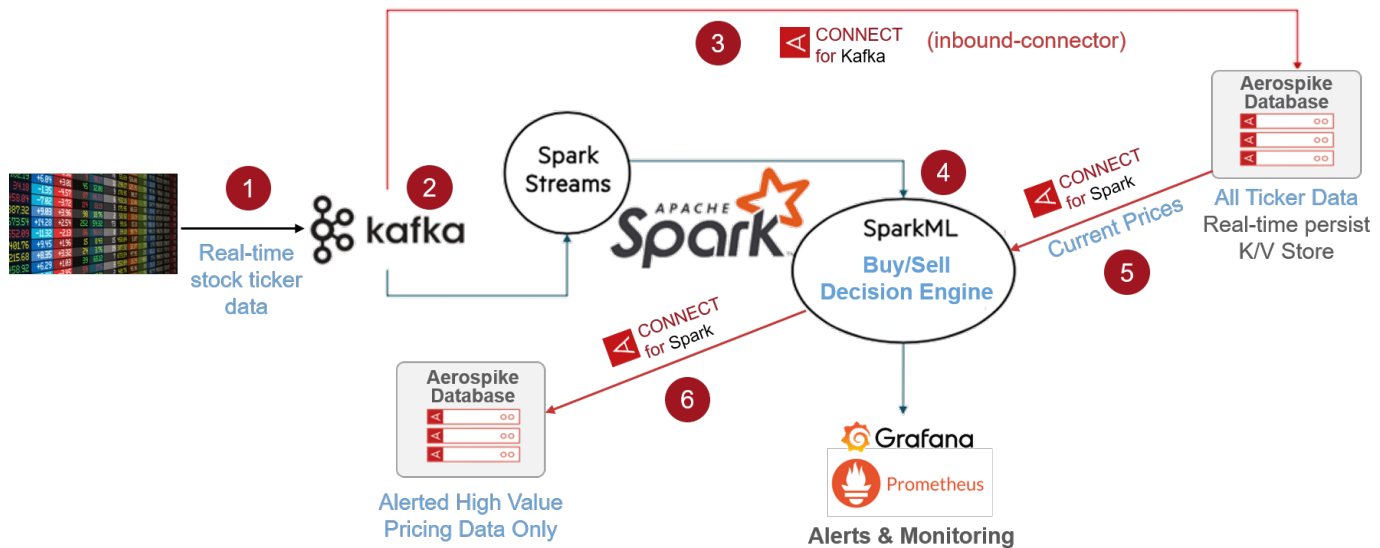 3
CONNECT
for Kafka
(inbound-connector)
Aerospike
Database
A
A
A
All Ticker Data
Real-time persist
K/V Store
1
Real-time
stock ticker
data
2
kafka
Spark
Streams
APACHE
Spark
4
SparkML
Buy/Sell
Decision Engine
CONNECT
for Spark
Current Prices
5
CONNECT
for Spark
6
Aerospike
Database
A
A
A
Alerted High Value
Pricing Data Only
Grafana
Prometheus
Alerts & Monitoring